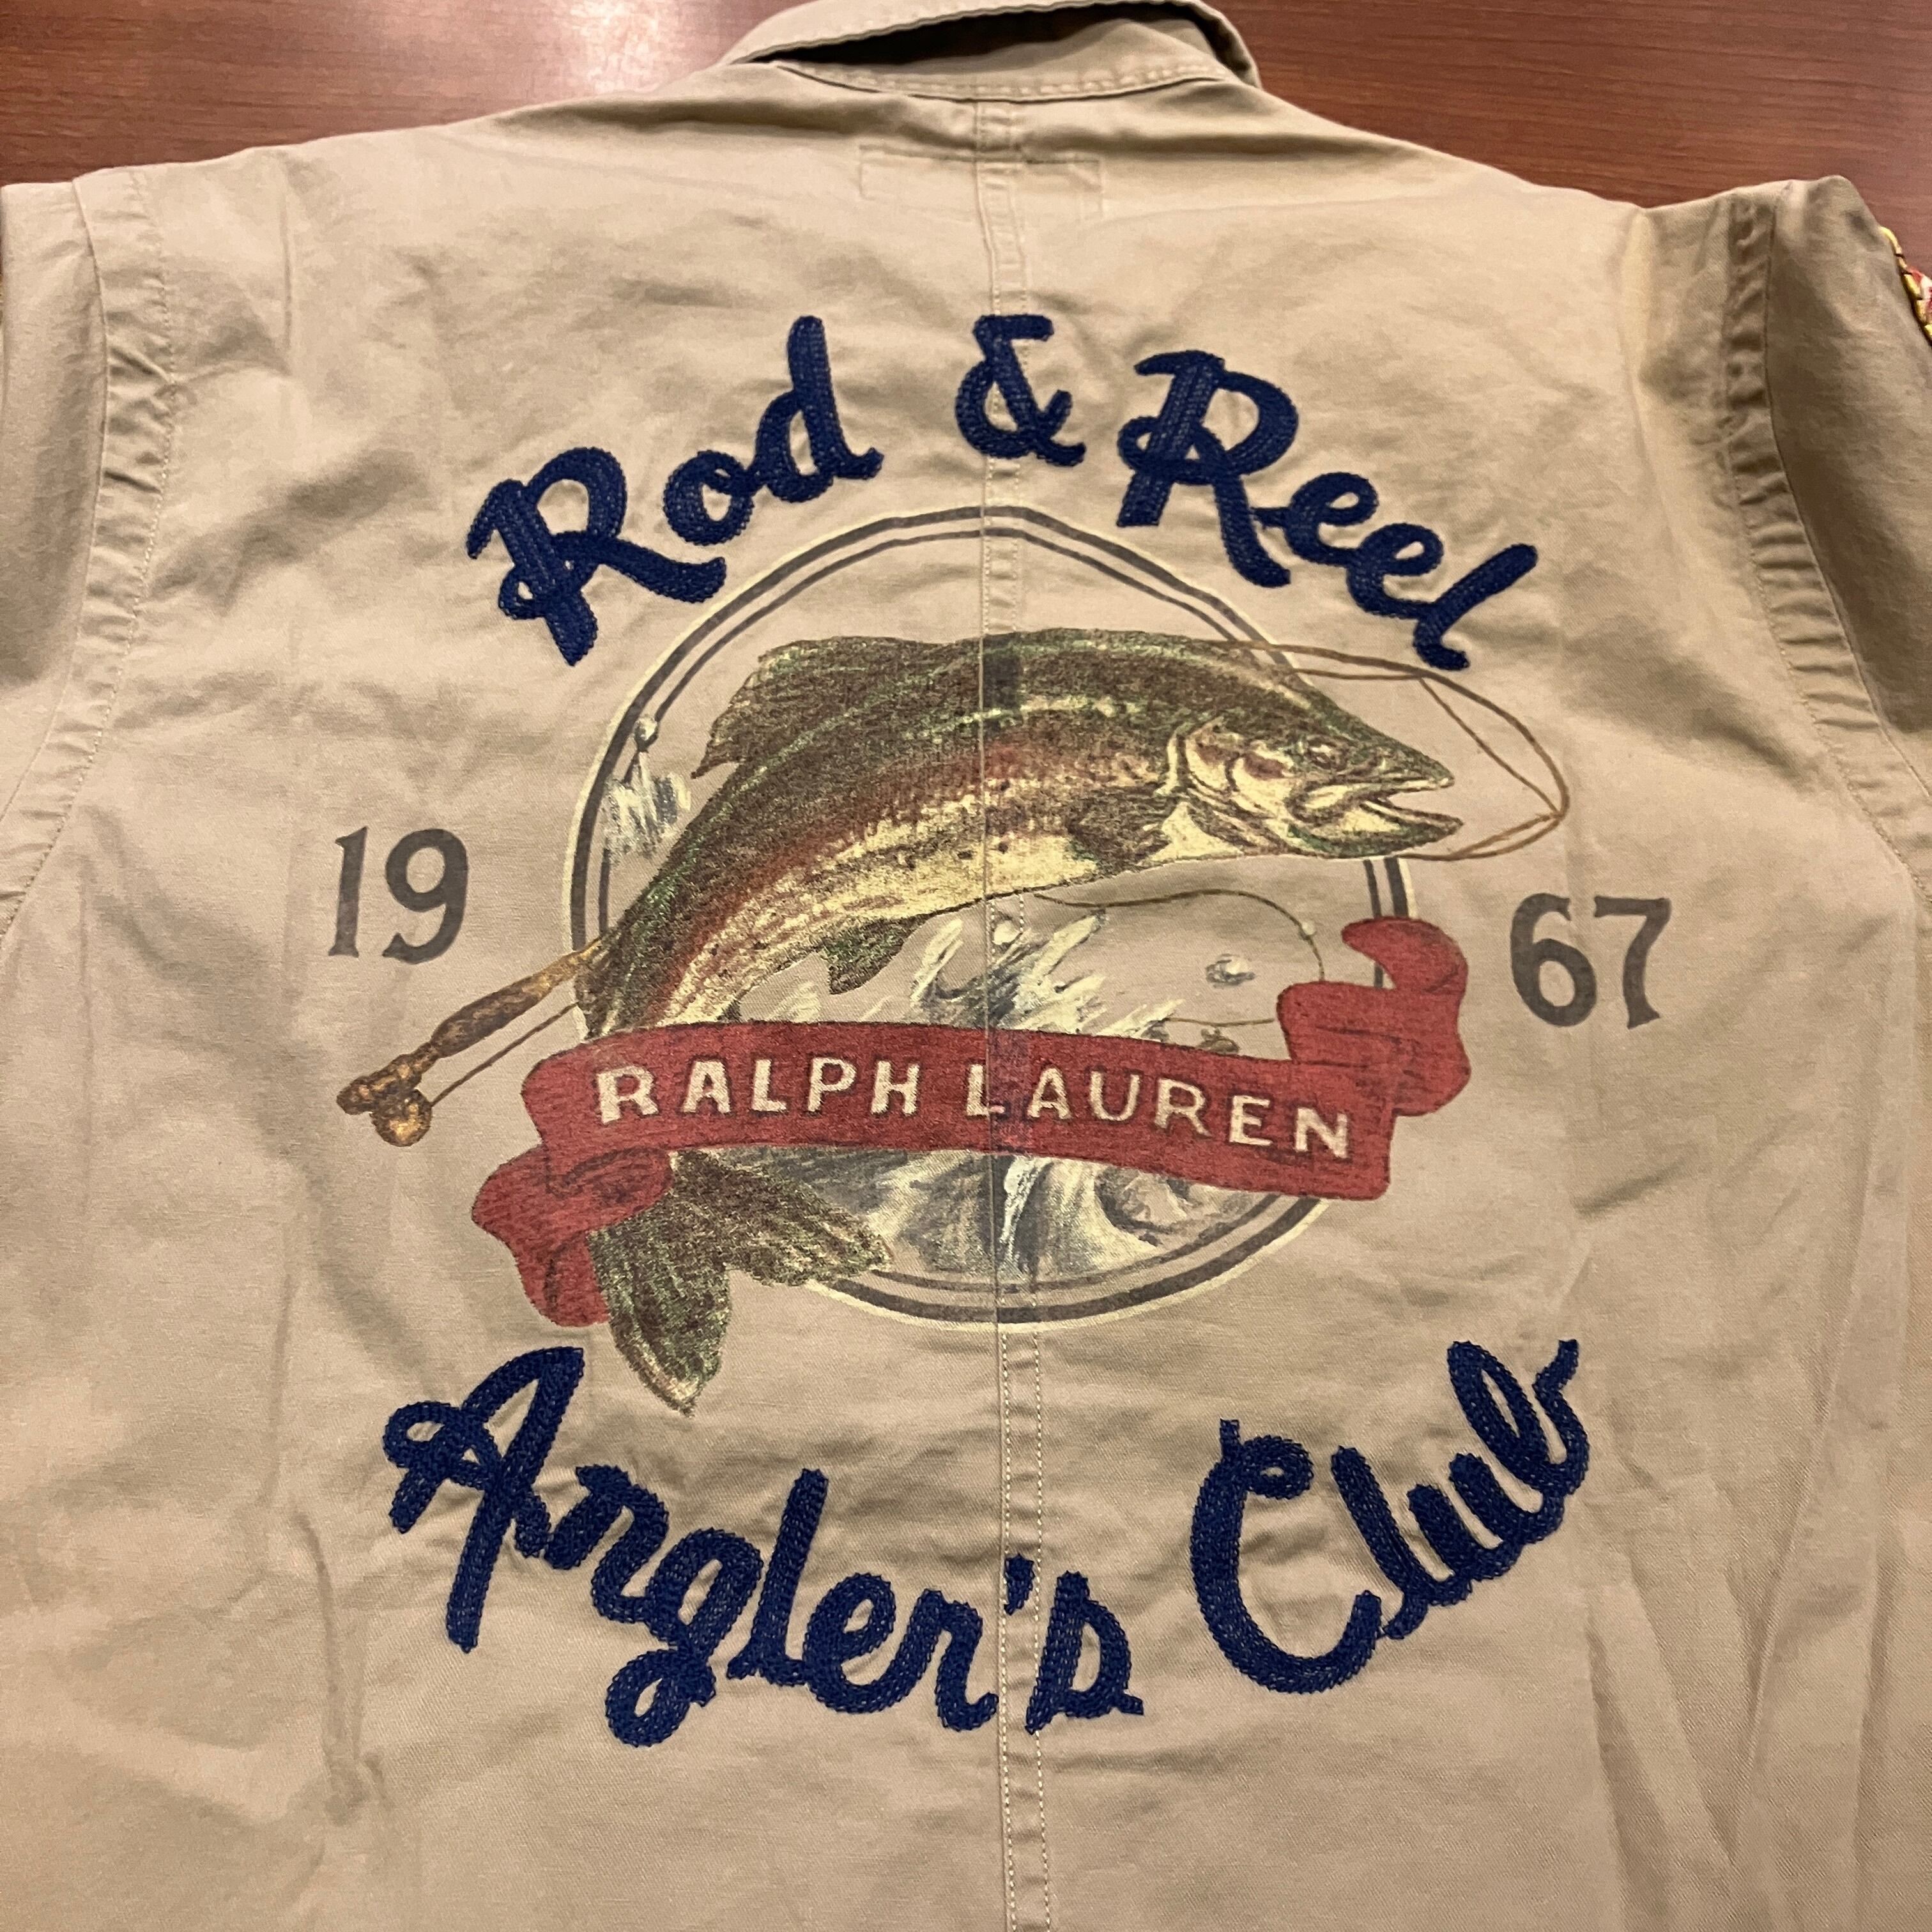 Rod & Reel
19 67
RALPH LAUREN
Angler's Club